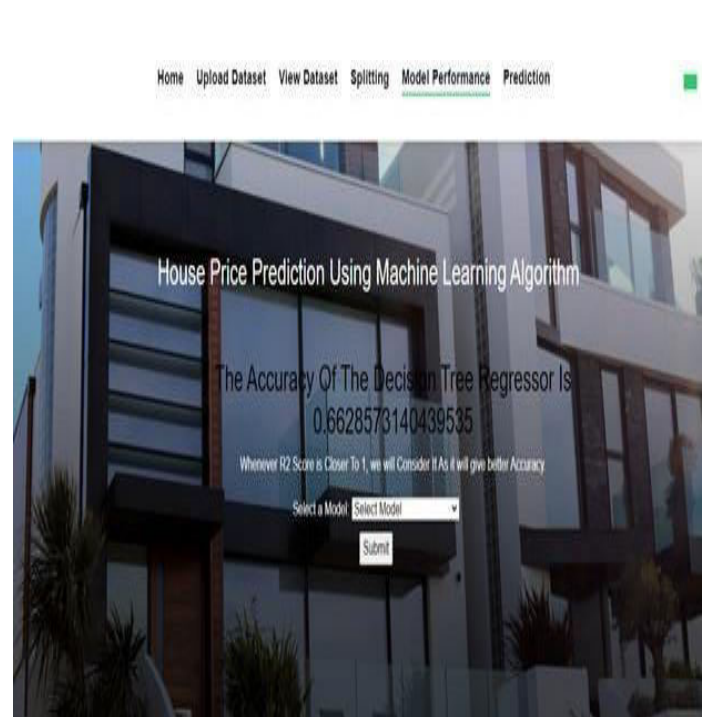 Home Upload Dataset View Dataset Splitting Model Performance Prediction
House Price Prediction Using Machine Learning Algorithm
The Accuracy Of The Decision Tree Regressor Is
0.6628573140439535
Whenever R2 Score is Closer To 1, we will Consider It As it will give better Accuracy.
Select a Model: Select Model
Submit